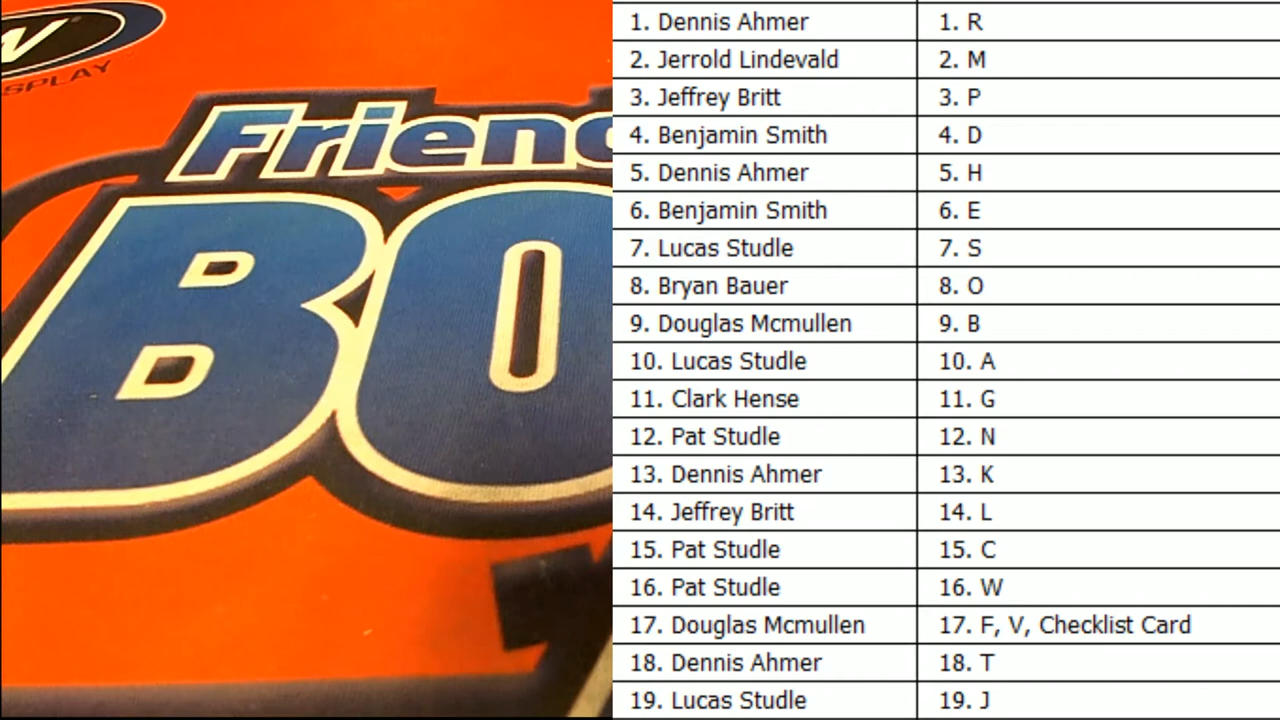 SPLAY
Friend
BO
1. Dennis Ahmer 1. R
2. Jerrold Lindevald 2. M
3. Jeffrey Britt 3. P
4. Benjamin Smith 4. D
5. Dennis Ahmer 5. H
6. Benjamin Smith 6. E
7. Lucas Studle 7. S
8. Bryan Bauer 8. O
9. Douglas Mcmullen 9. B
10. Lucas Studle 10. A
11. Clark Hense 11. G
12. Pat Studle 12. N
13. Dennis Ahmer 13. K
14. Jeffrey Britt 14. L
15. Pat Studle 15. C
16. Pat Studle 16. W
17. Douglas Mcmullen 17. F, V, Checklist Card
18. Dennis Ahmer 18. T
19. Lucas Studle 19. J